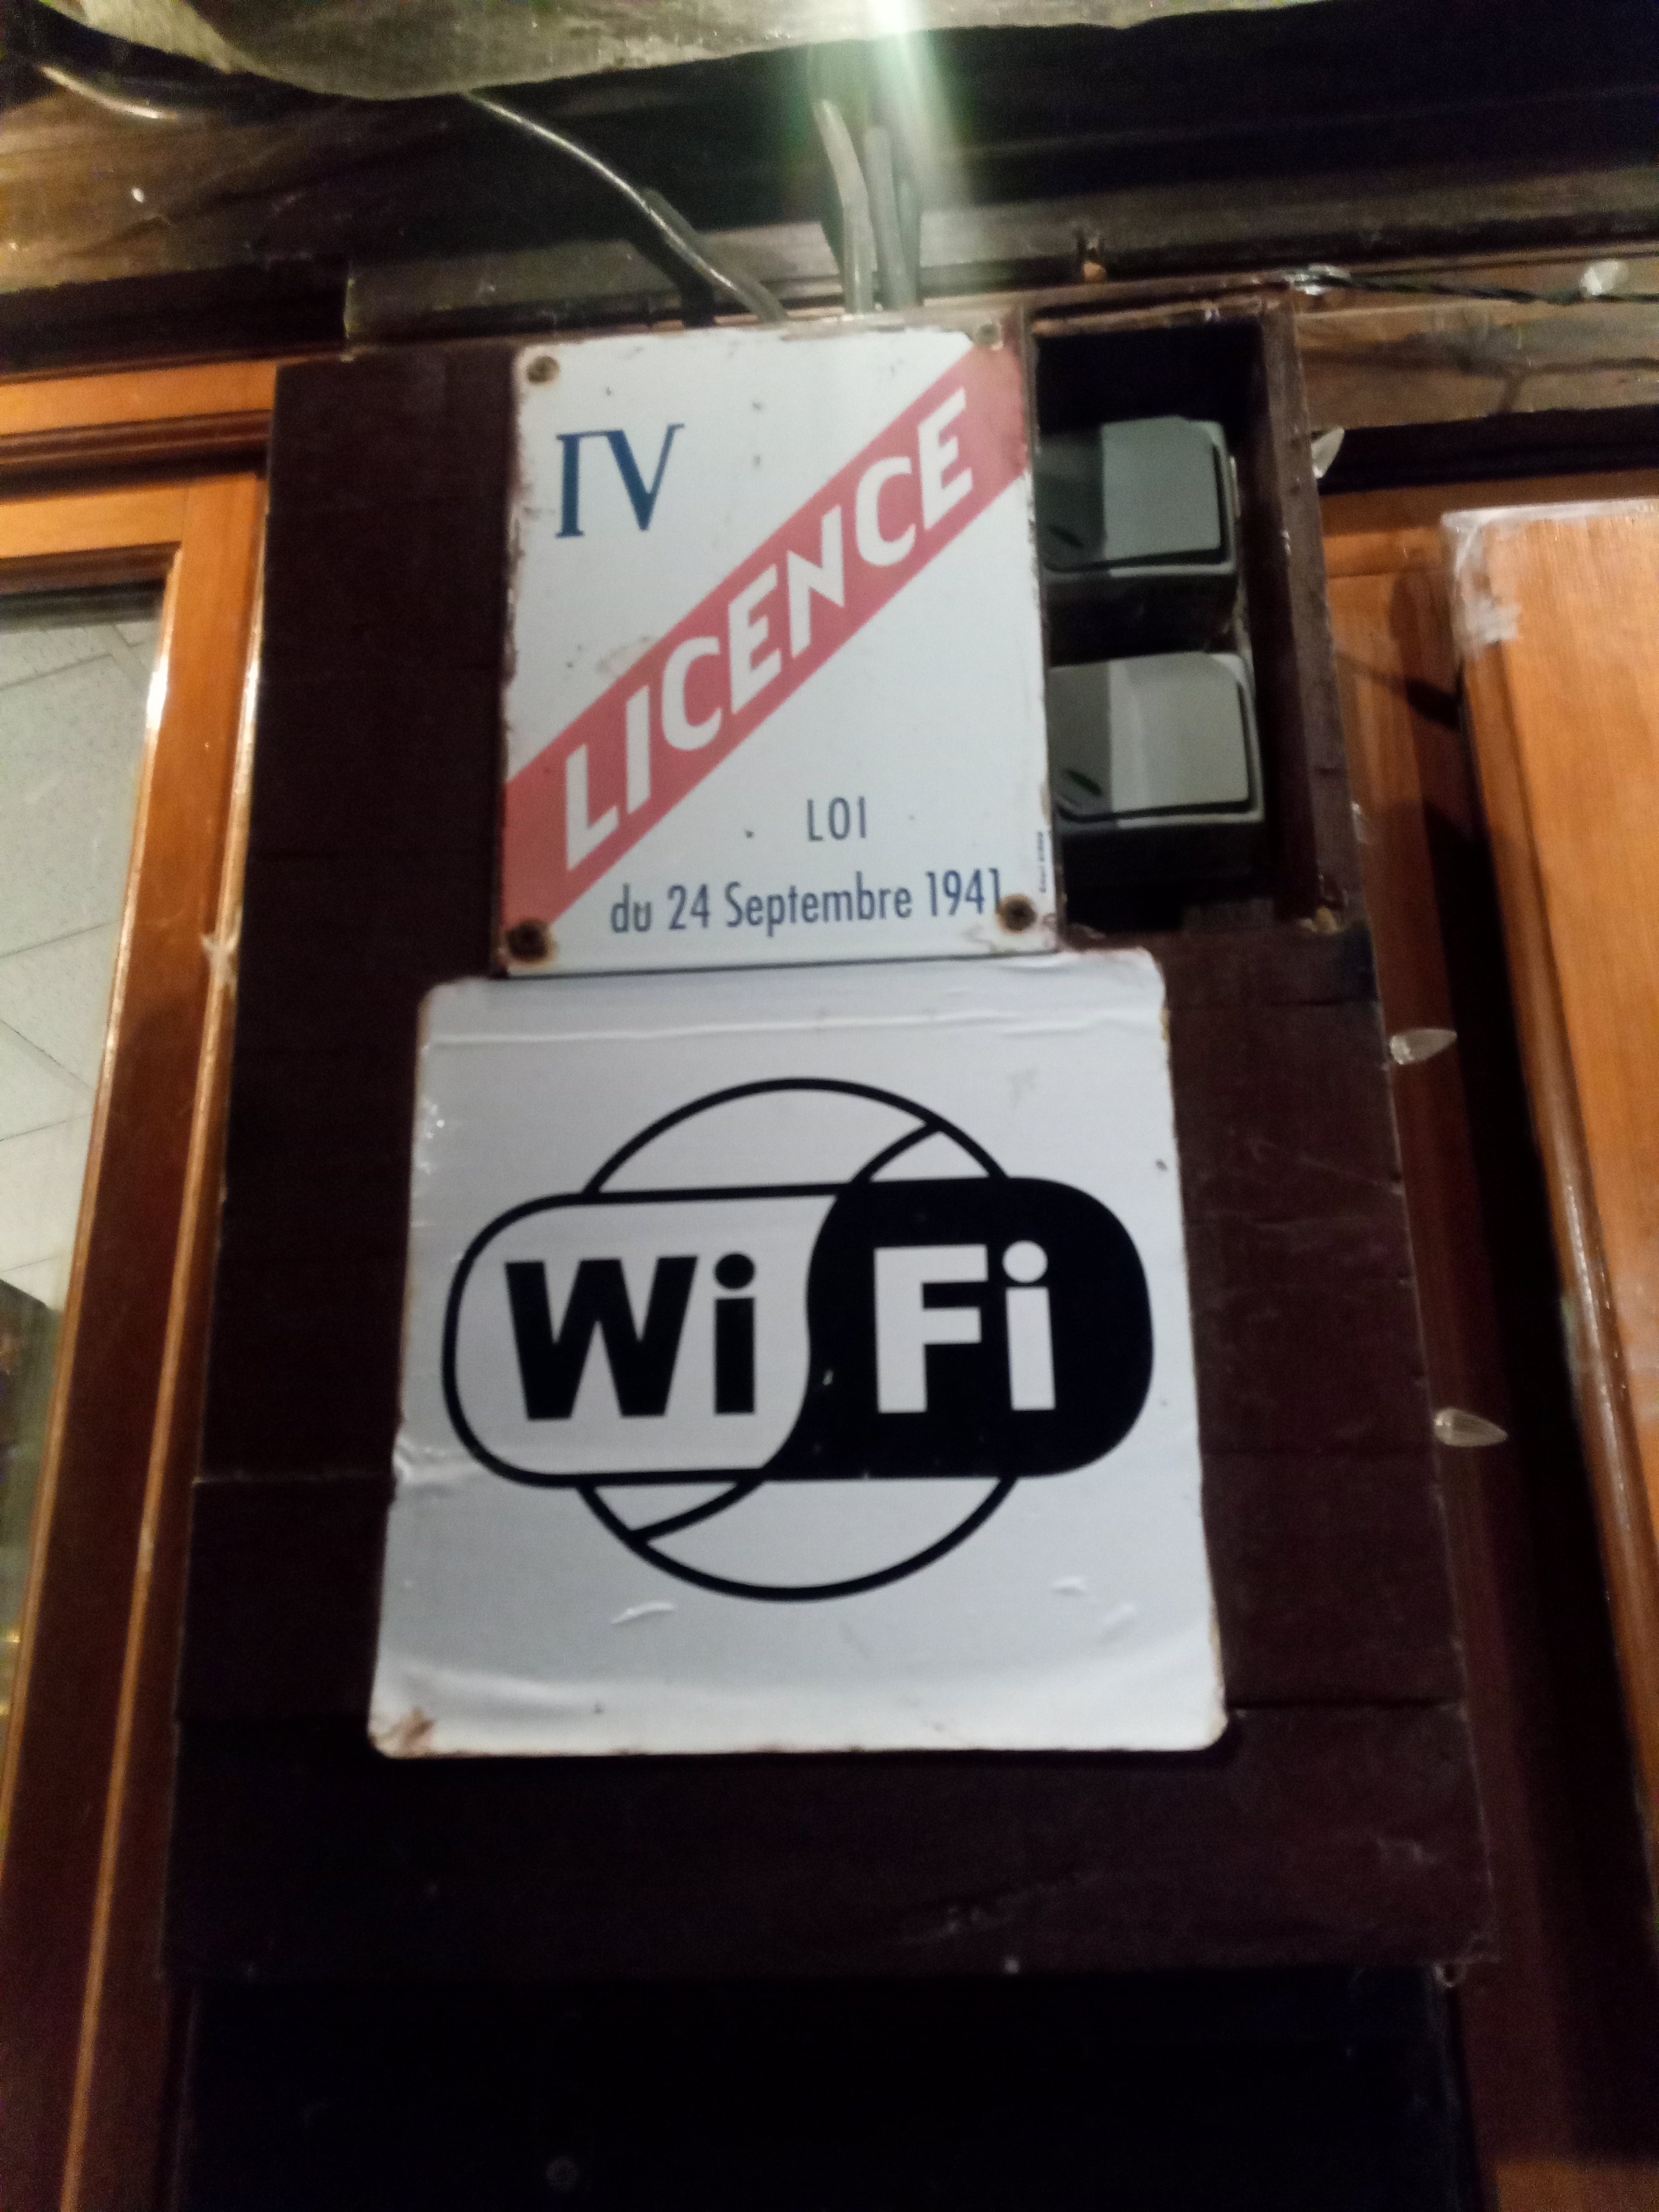 IV
LICENCE
LOI
du 24 Septembre 1941
Wi Fi